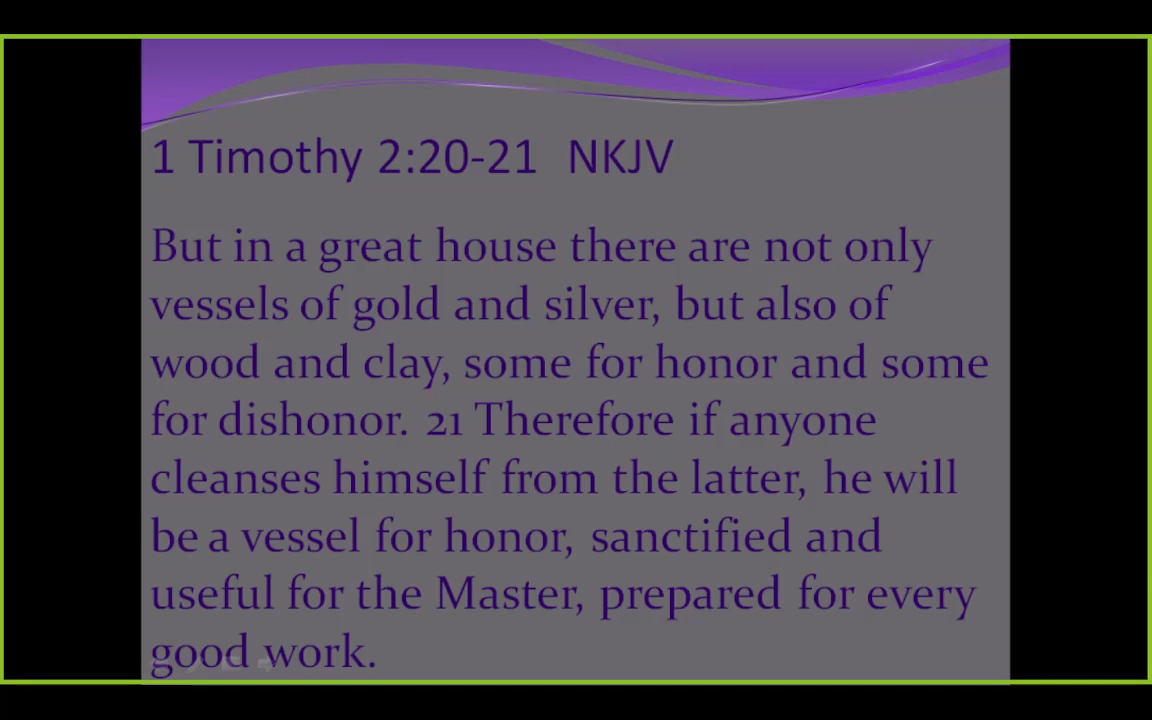 1 Timothy 2:20-21 NKJV
But in a great house there are not only
vessels of gold and silver, but also of
wood and clay, some for honor and some
for dishonor. 21 Therefore if anyone
cleanses himself from the latter, he will
be a vessel for honor, sanctified and
useful for the Master, prepared for every
good work.